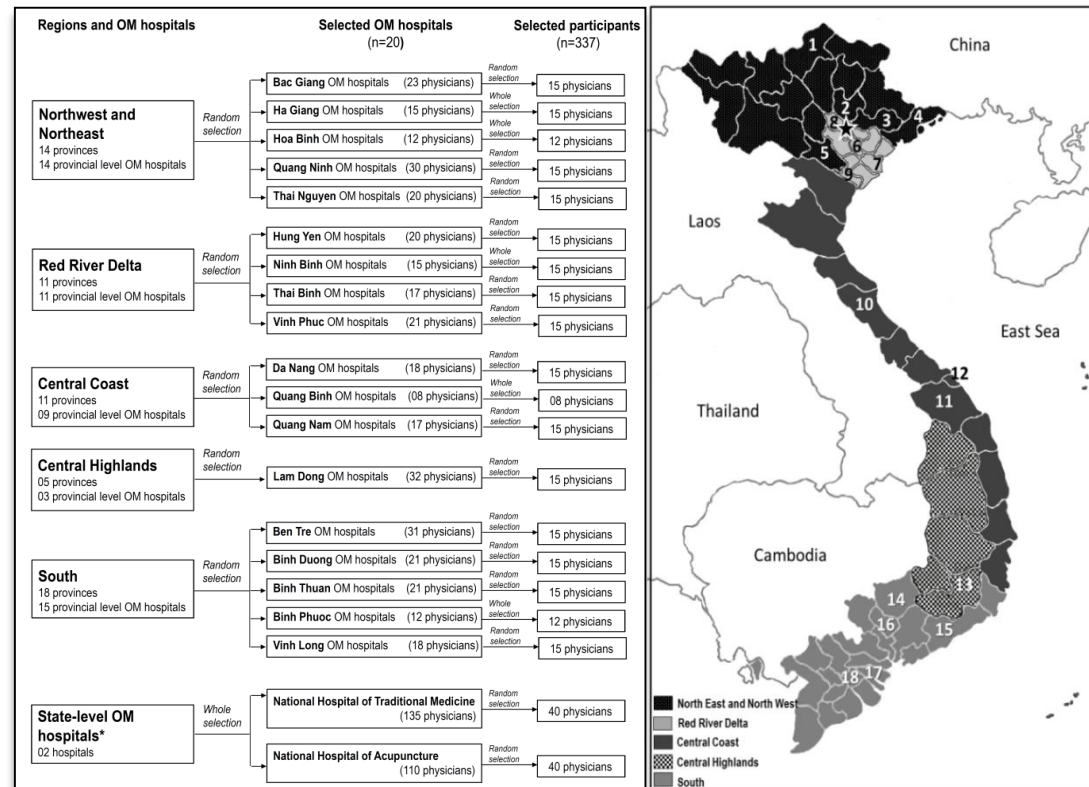 Regions and OM hospitals
Selected OM hospitals
(n=20)
Selected participants
(n=337)
Northwest and
Northeast
14 provinces
14 provincial level OM hospitals
Random
selection
Bac Giang OM hospitals (23 physicians)
Random
selection
15 physicians
Ha Giang OM hospitals (15 physicians)
Whole
selection
15 physicians
Hoa Binh OM hospitals (12 physicians)
Whole
selection
12 physicians
Quang Ninh OM hospitals (30 physicians)
Random
selection
15 physicians
Thai Nguyen OM hospitals (20 physicians)
Random
selection
15 physicians
Red River Delta
11 provinces
11 provincial level OM hospitals
Random
selection
Hung Yen OM hospitals (20 physicians)
Random
selection
15 physicians
Ninh Binh OM hospitals (15 physicians)
Whole
selection
15 physicians
Thai Binh OM hospitals (17 physicians)
Random
selection
15 physicians
Vinh Phuc OM hospitals (21 physicians)
Random
selection
15 physicians
Central Coast
11 provinces
09 provincial level OM hospitals
Random
selection
Da Nang OM hospitals (18 physicians)
Random
selection
15 physicians
Quang Binh OM hospitals (08 physicians)
Whole
selection
08 physicians
Quang Nam OM hospitals (17 physicians)
Random
selection
15 physicians
Central Highlands
05 provinces
03 provincial level OM hospitals
Random
selection
Lam Dong OM hospitals (32 physicians)
Random
selection
15 physicians
South
18 provinces
15 provincial level OM hospitals
Random
selection
Ben Tre OM hospitals (31 physicians)
Random
selection
15 physicians
Binh Duong OM hospitals (21 physicians)
Random
selection
15 physicians
Binh Thuan OM hospitals (21 physicians)
Random
selection
15 physicians
Binh Phuoc OM hospitals (12 physicians)
Whole
selection
12 physicians
Vinh Long OM hospitals (18 physicians)
Random
selection
15 physicians
State-level OM
hospitals*
02 hospitals
Whole
selection
National Hospital of Traditional Medicine
(135 physicians)
Random
selection
40 physicians
National Hospital of Acupuncture
(110 physicians)
Random
selection
40 physicians
China
Laos
East Sea
Thailand
Cambodia
1
2
3
4
5
6
7
8
9
10
11
12
13
14
15
16
17
18
North East and North West
Red River Delta
Central Coast
Central Highlands
South